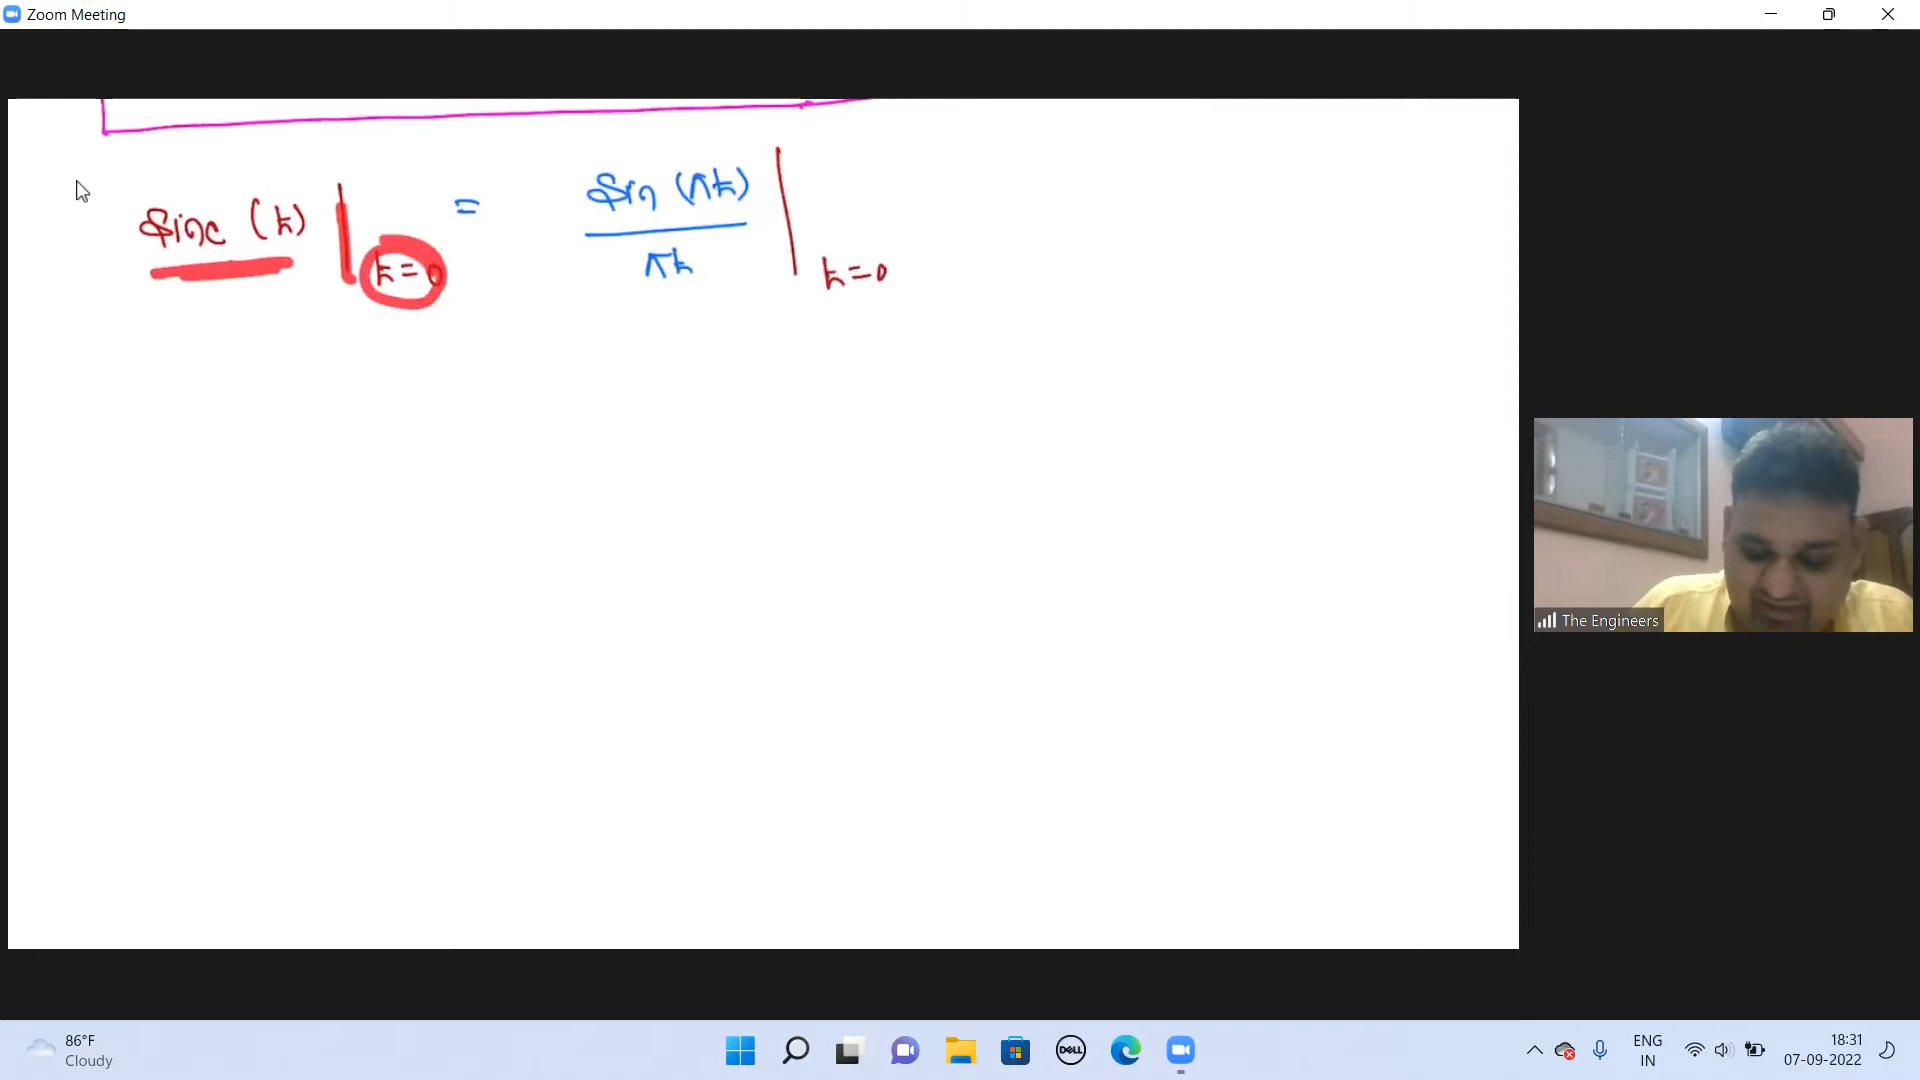 Zoom Meeting
sinc (k) | k=0 = sin (πk) / πk | k=0
The Engineers
86°F
Cloudy
DELL
ENG
IN
18:31
07-09-2022